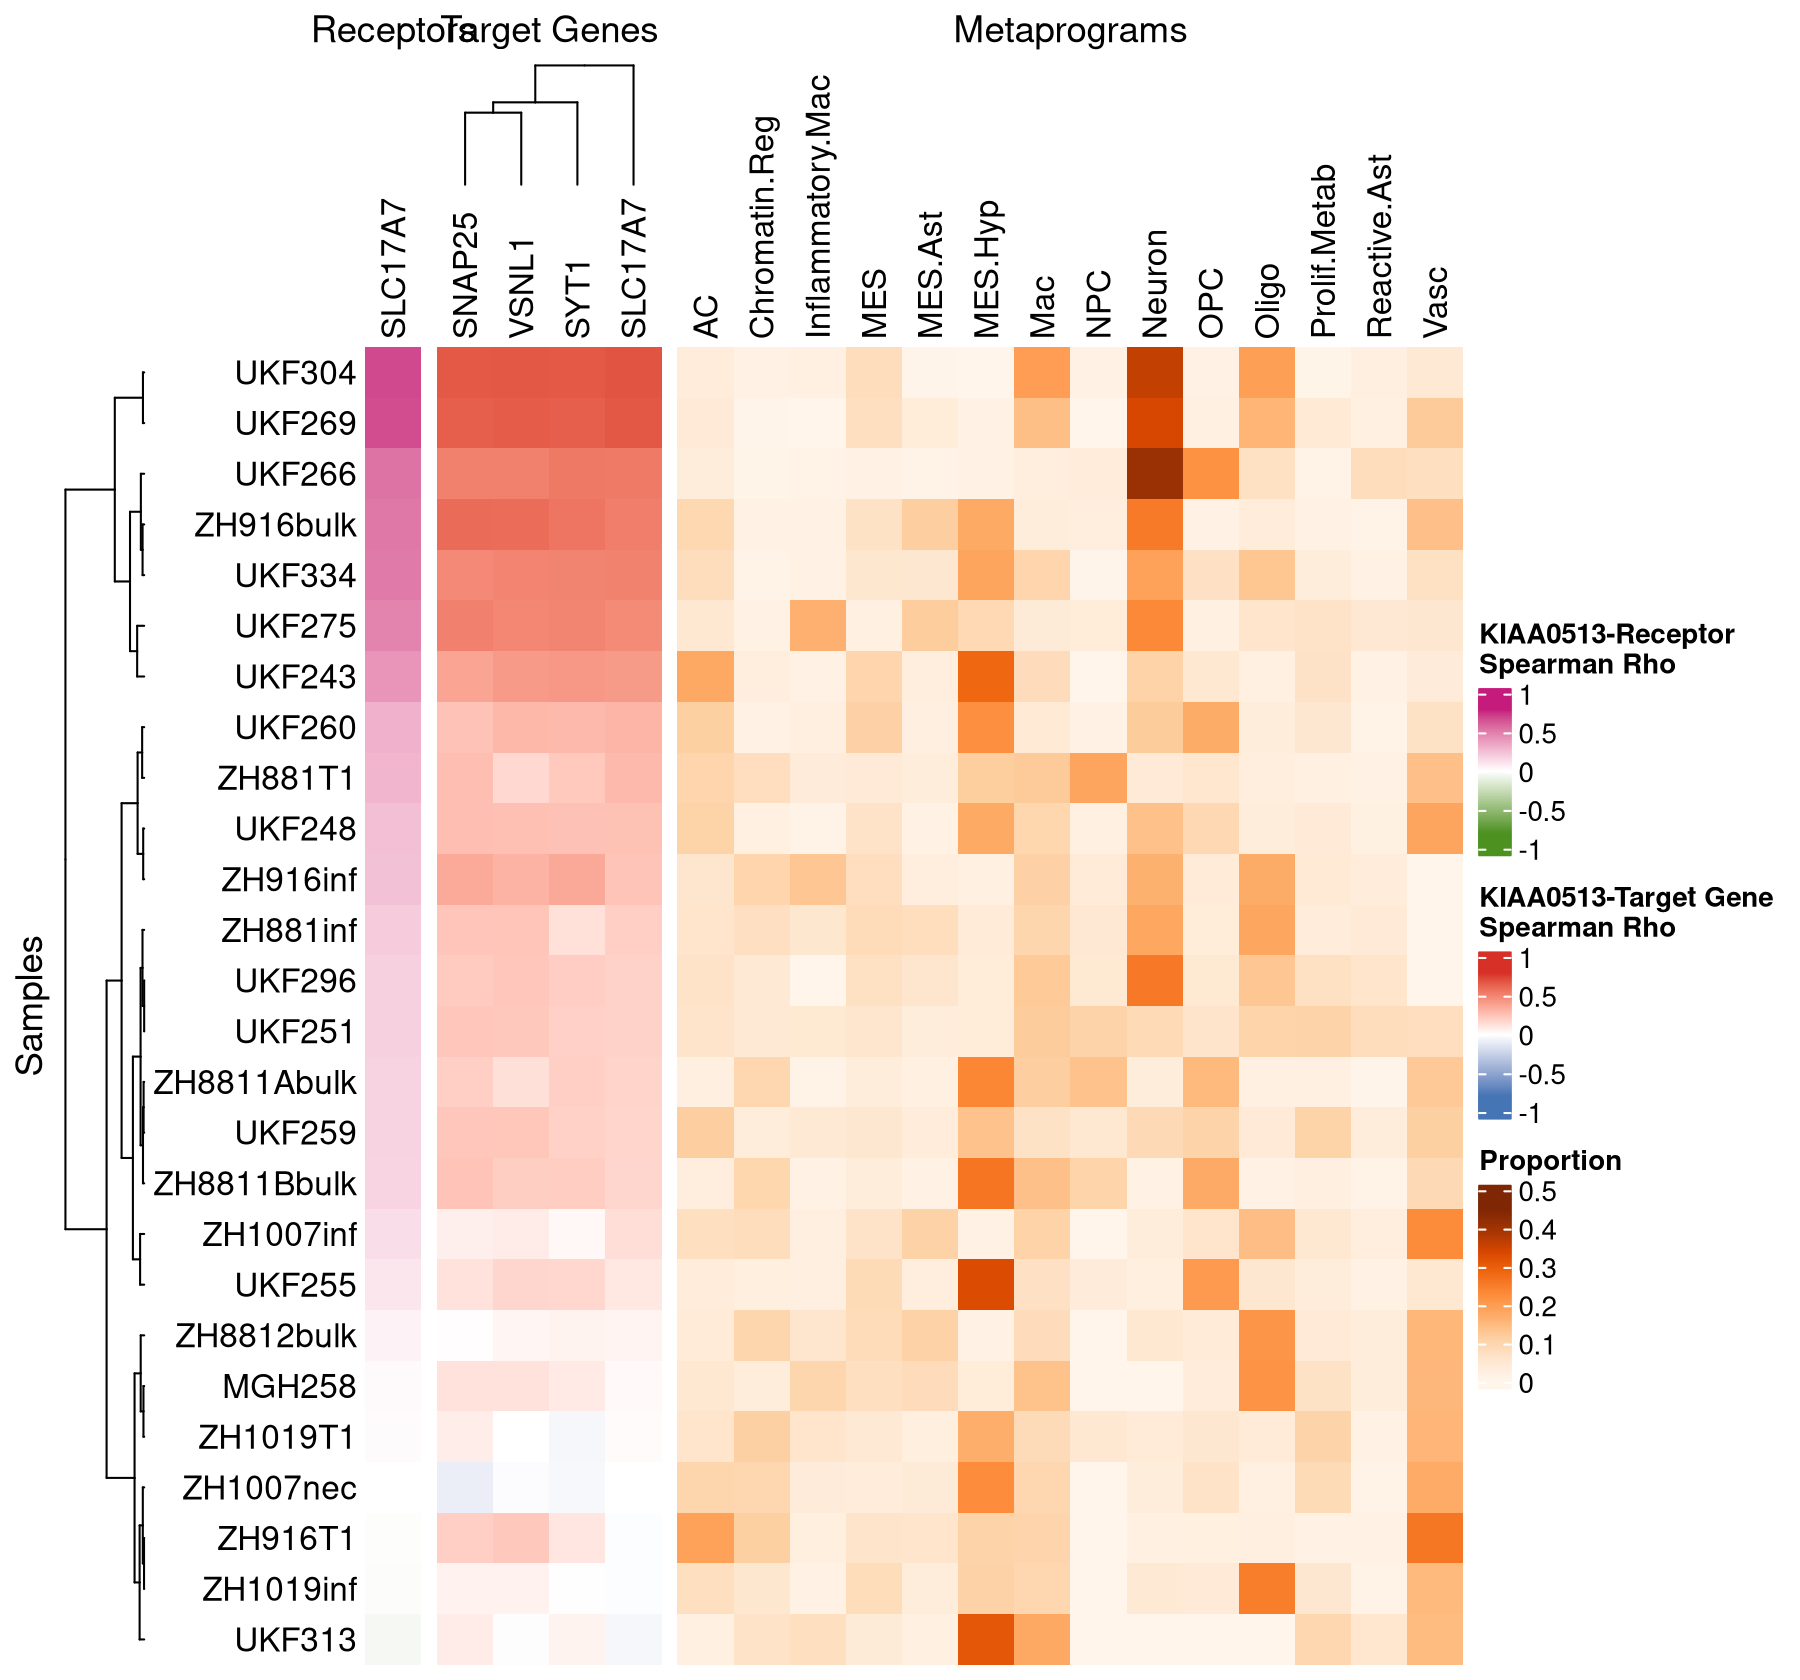 Receptors Target Genes Metaprograms
SLC17A7 SNAP25 VSNL1 SYT1 SLC17A7 AC Chromatin.Reg Inflammatory.Mac MES MES.Ast MES.Hyp Mac NPC Neuron OPC Oligo Prolif.Metab Reactive.Ast Vasc
Samples
UKF304
UKF269
UKF266
ZH916bulk
UKF334
UKF275
UKF243
UKF260
ZH881T1
UKF248
ZH916inf
ZH881inf
UKF296
UKF251
ZH8811Abulk
UKF259
ZH8811Bbulk
ZH1007inf
UKF255
ZH8812bulk
MGH258
ZH1019T1
ZH1007nec
ZH916T1
ZH1019inf
UKF313
KIAA0513-Receptor
Spearman Rho
1
0.5
0
-0.5
-1
KIAA0513-Target Gene
Spearman Rho
1
0.5
0
-0.5
-1
Proportion
0.5
0.4
0.3
0.2
0.1
0